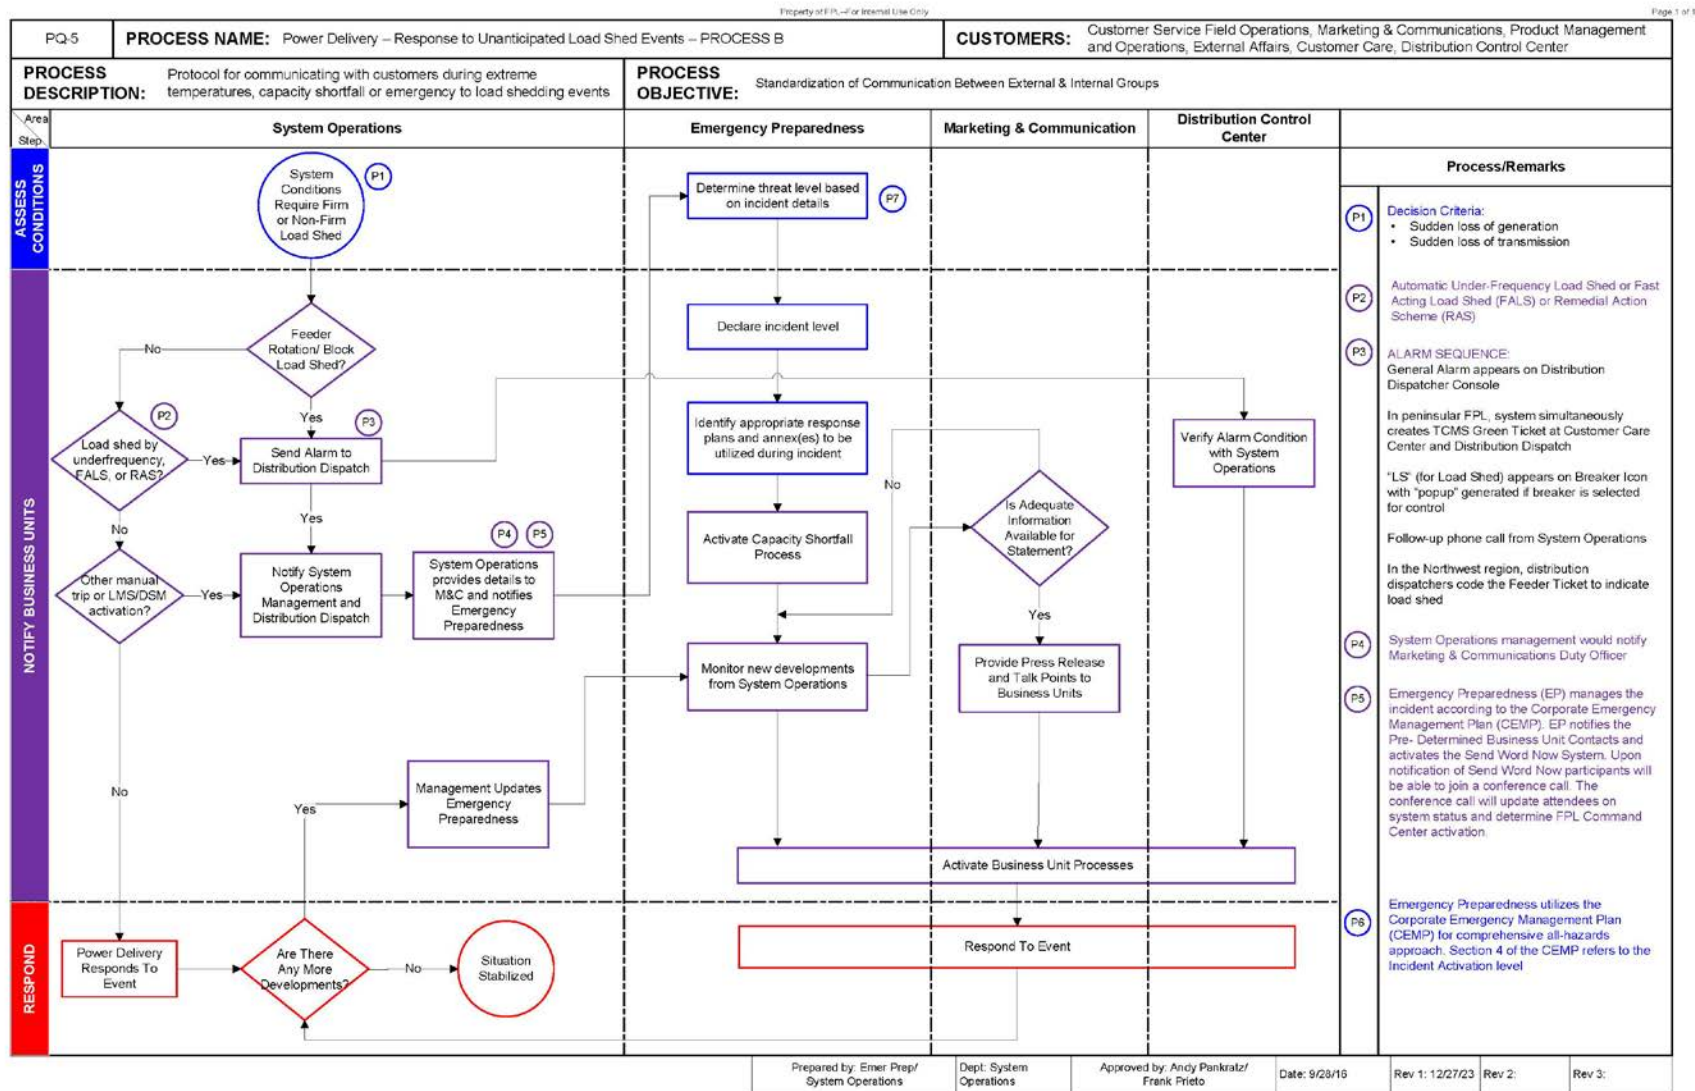 Property of FPL--For Internal Use Only
Page 1 of 1
PQ-5
PROCESS NAME: Power Delivery – Response to Unanticipated Load Shed Events – PROCESS B
CUSTOMERS:
Customer Service Field Operations, Marketing & Communications, Product Management
and Operations, External Affairs, Customer Care, Distribution Control Center
PROCESS
DESCRIPTION:
Protocol for communicating with customers during extreme
temperatures, capacity shortfall or emergency to load shedding events
PROCESS
OBJECTIVE:
Standardization of Communication Between External & Internal Groups
Area
Step
System Operations
Emergency Preparedness
Marketing & Communication
Distribution Control
Center
ASSESS
CONDITIONS
System
Conditions
Require Firm
or Non-Firm
Load Shed
P1
Determine threat level based
on incident details
P7
NOTIFY BUSINESS UNITS
Feeder
Rotation/ Block
Load Shed?
No
Yes
Load shed by
underfrequency,
FALS, or RAS?
P2
Yes
No
Send Alarm to
Distribution Dispatch
P3
Yes
Other manual
trip or LMS/DSM
activation?
Yes
No
Notify System
Operations
Management and
Distribution Dispatch
P4
P5
System Operations
provides details to
M&C and notifies
Emergency
Preparedness
Management Updates
Emergency
Preparedness
Yes
Declare incident level
Identify appropriate response
plans and annex(es) to be
utilized during incident
Activate Capacity Shortfall
Process
Monitor new developments
from System Operations
No
Is Adequate
Information
Available for
Statement?
Yes
Provide Press Release
and Talk Points to
Business Units
Verify Alarm Condition
with System
Operations
Activate Business Unit Processes
RESPOND
Power Delivery
Responds To
Event
Are There
Any More
Developments?
No
Situation
Stabilized
Respond To Event
Process/Remarks
P1
Decision Criteria:
• Sudden loss of generation
• Sudden loss of transmission
P2
Automatic Under-Frequency Load Shed or Fast
Acting Load Shed (FALS) or Remedial Action
Scheme (RAS)
P3
ALARM SEQUENCE:
General Alarm appears on Distribution
Dispatcher Console
In peninsular FPL, system simultaneously
creates TCMS Green Ticket at Customer Care
Center and Distribution Dispatch
"LS" (for Load Shed) appears on Breaker Icon
with "popup" generated if breaker is selected
for control
Follow-up phone call from System Operations
In the Northwest region, distribution
dispatchers code the Feeder Ticket to indicate
load shed
P4
System Operations management would notify
Marketing & Communications Duty Officer
P5
Emergency Preparedness (EP) manages the
incident according to the Corporate Emergency
Management Plan (CEMP). EP notifies the
Pre- Determined Business Unit Contacts and
activates the Send Word Now System. Upon
notification of Send Word Now participants will
be able to join a conference call. The
conference call will update attendees on
system status and determine FPL Command
Center activation.
P6
Emergency Preparedness utilizes the
Corporate Emergency Management Plan
(CEMP) for comprehensive all-hazards
approach. Section 4 of the CEMP refers to the
Incident Activation level
Prepared by: Emer Prep/
System Operations
Dept: System
Operations
Approved by: Andy Pankratz/
Frank Prieto
Date: 9/28/16
Rev 1: 12/27/23
Rev 2:
Rev 3: